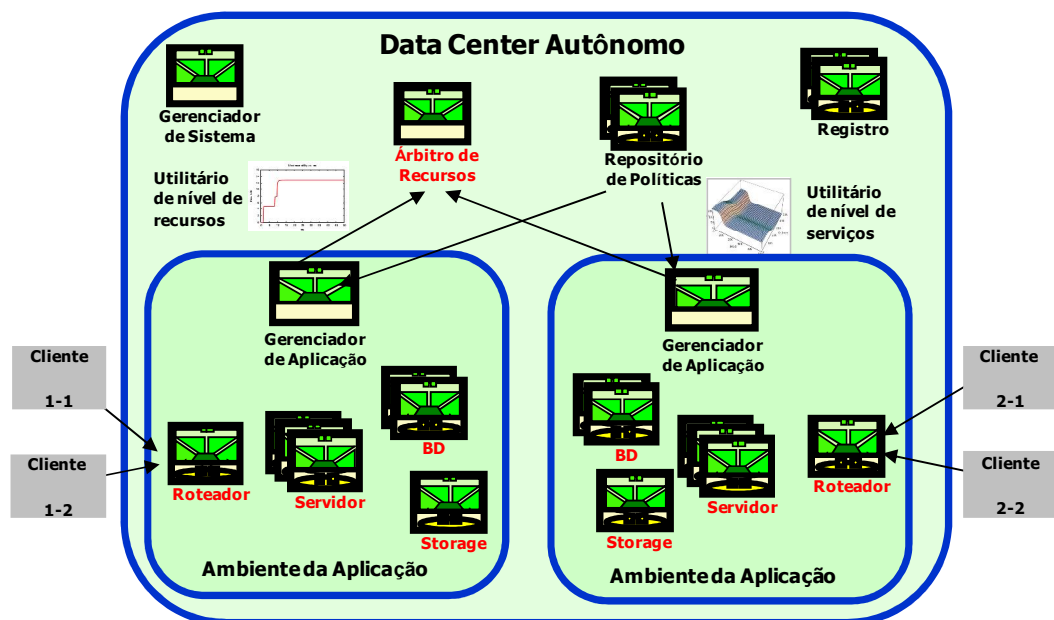 Data Center Autônomo
Gerenciador
de Sistema
Árbitro de
Recursos
Repositório
de Políticas
Registro
Utilitário
de nível de
recursos
Utilitário
de nível de
serviços
Gerenciador
de Aplicação
Gerenciador
de Aplicação
Cliente
1-1
Cliente
1-2
Cliente
2-1
Cliente
2-2
BD
Roteador
Servidor
Storage
BD
Servidor
Roteador
Storage
Ambiente da Aplicação
Ambiente da Aplicação